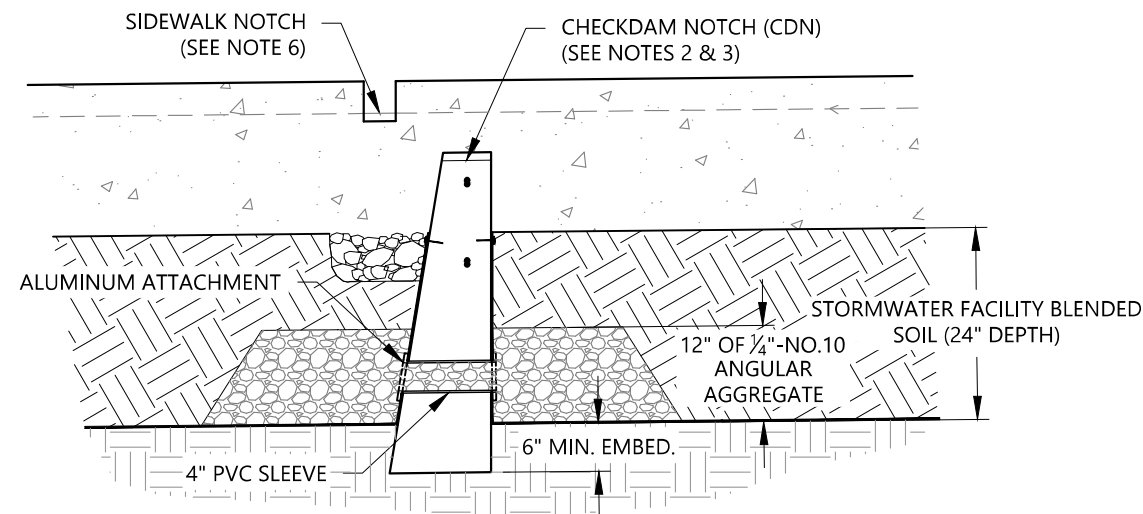 SIDEWALK NOTCH
(SEE NOTE 6)
CHECKDAM NOTCH (CDN)
(SEE NOTES 2 & 3)
ALUMINUM ATTACHMENT
STORMWATER FACILITY BLENDED
SOIL (24" DEPTH)
12" OF ¼"-NO.10
ANGULAR
AGGREGATE
6" MIN. EMBED.
4" PVC SLEEVE